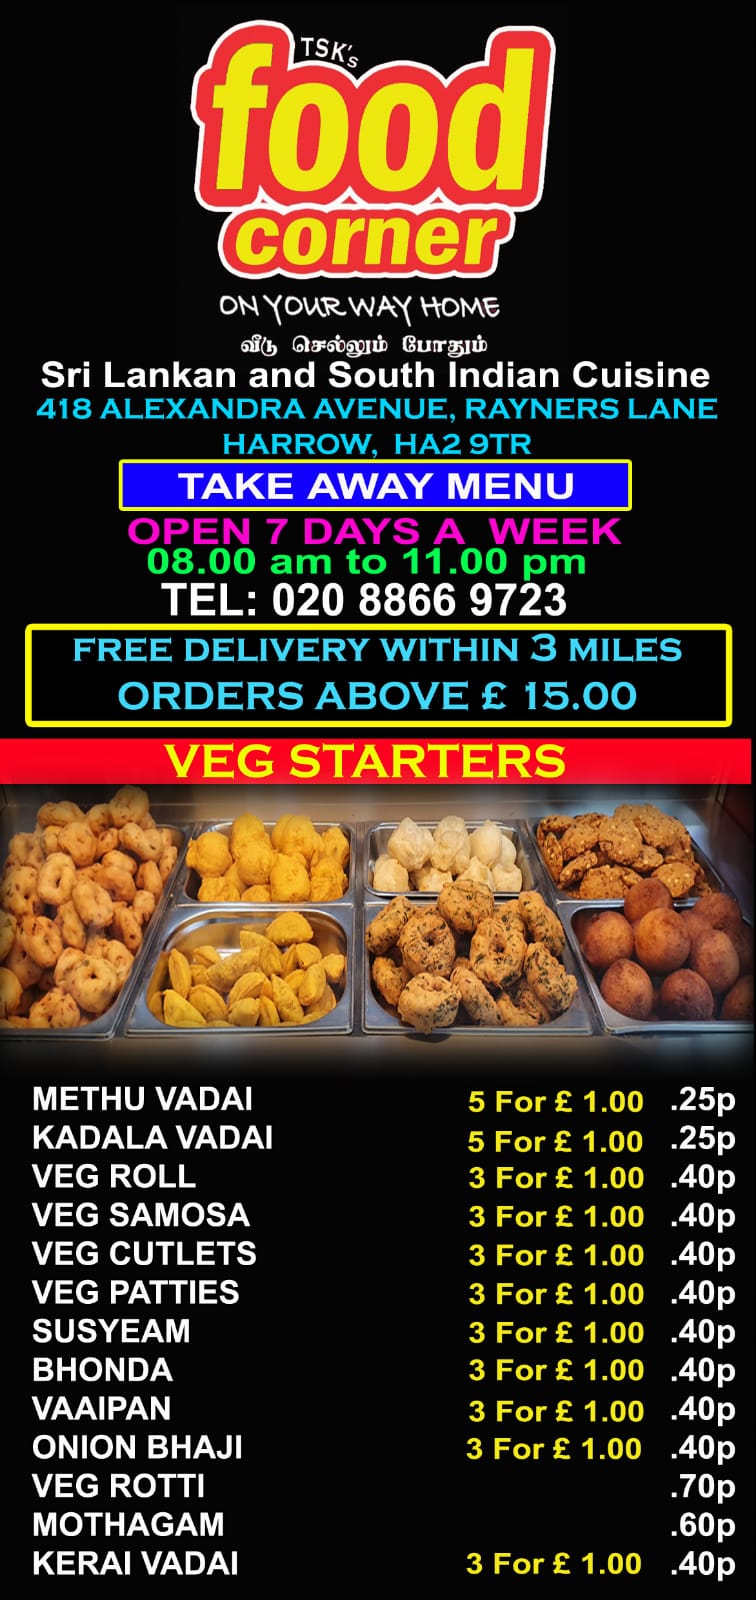 TSK's
food
corner
ON YOUR WAY HOME
வீடு செல்லும் போதும்
Sri Lankan and South Indian Cuisine
418 ALEXANDRA AVENUE, RAYNERS LANE
HARROW, HA2 9TR
TAKE AWAY MENU
OPEN 7 DAYS A WEEK
08.00 am to 11.00 pm
TEL: 020 8866 9723
FREE DELIVERY WITHIN 3 MILES
ORDERS ABOVE £ 15.00
VEG STARTERS
METHU VADAI 5 For £ 1.00 .25p
KADALA VADAI 5 For £ 1.00 .25p
VEG ROLL 3 For £ 1.00 .40p
VEG SAMOSA 3 For £ 1.00 .40p
VEG CUTLETS 3 For £ 1.00 .40p
VEG PATTIES 3 For £ 1.00 .40p
SUSYEAM 3 For £ 1.00 .40p
BHONDA 3 For £ 1.00 .40p
VAAIPAN 3 For £ 1.00 .40p
ONION BHAJI 3 For £ 1.00 .40p
VEG ROTTI .70p
MOTHAGAM .60p
KERAI VADAI 3 For £ 1.00 .40p